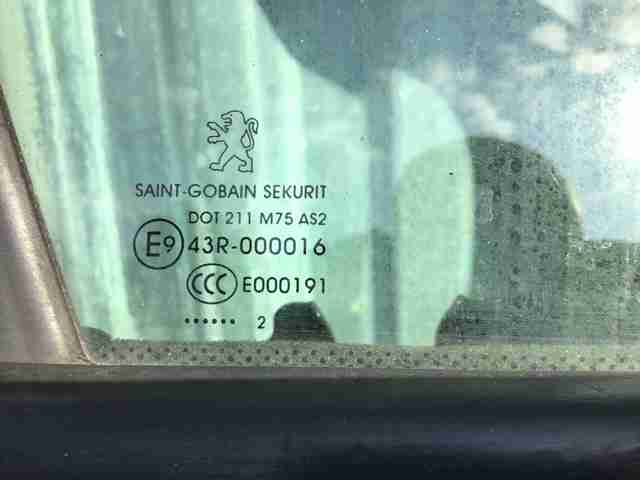 SAINT-GOBAIN SEKURIT
DOT 211 M75 AS2
E9 43R-000016
CCC E000191
...... 2